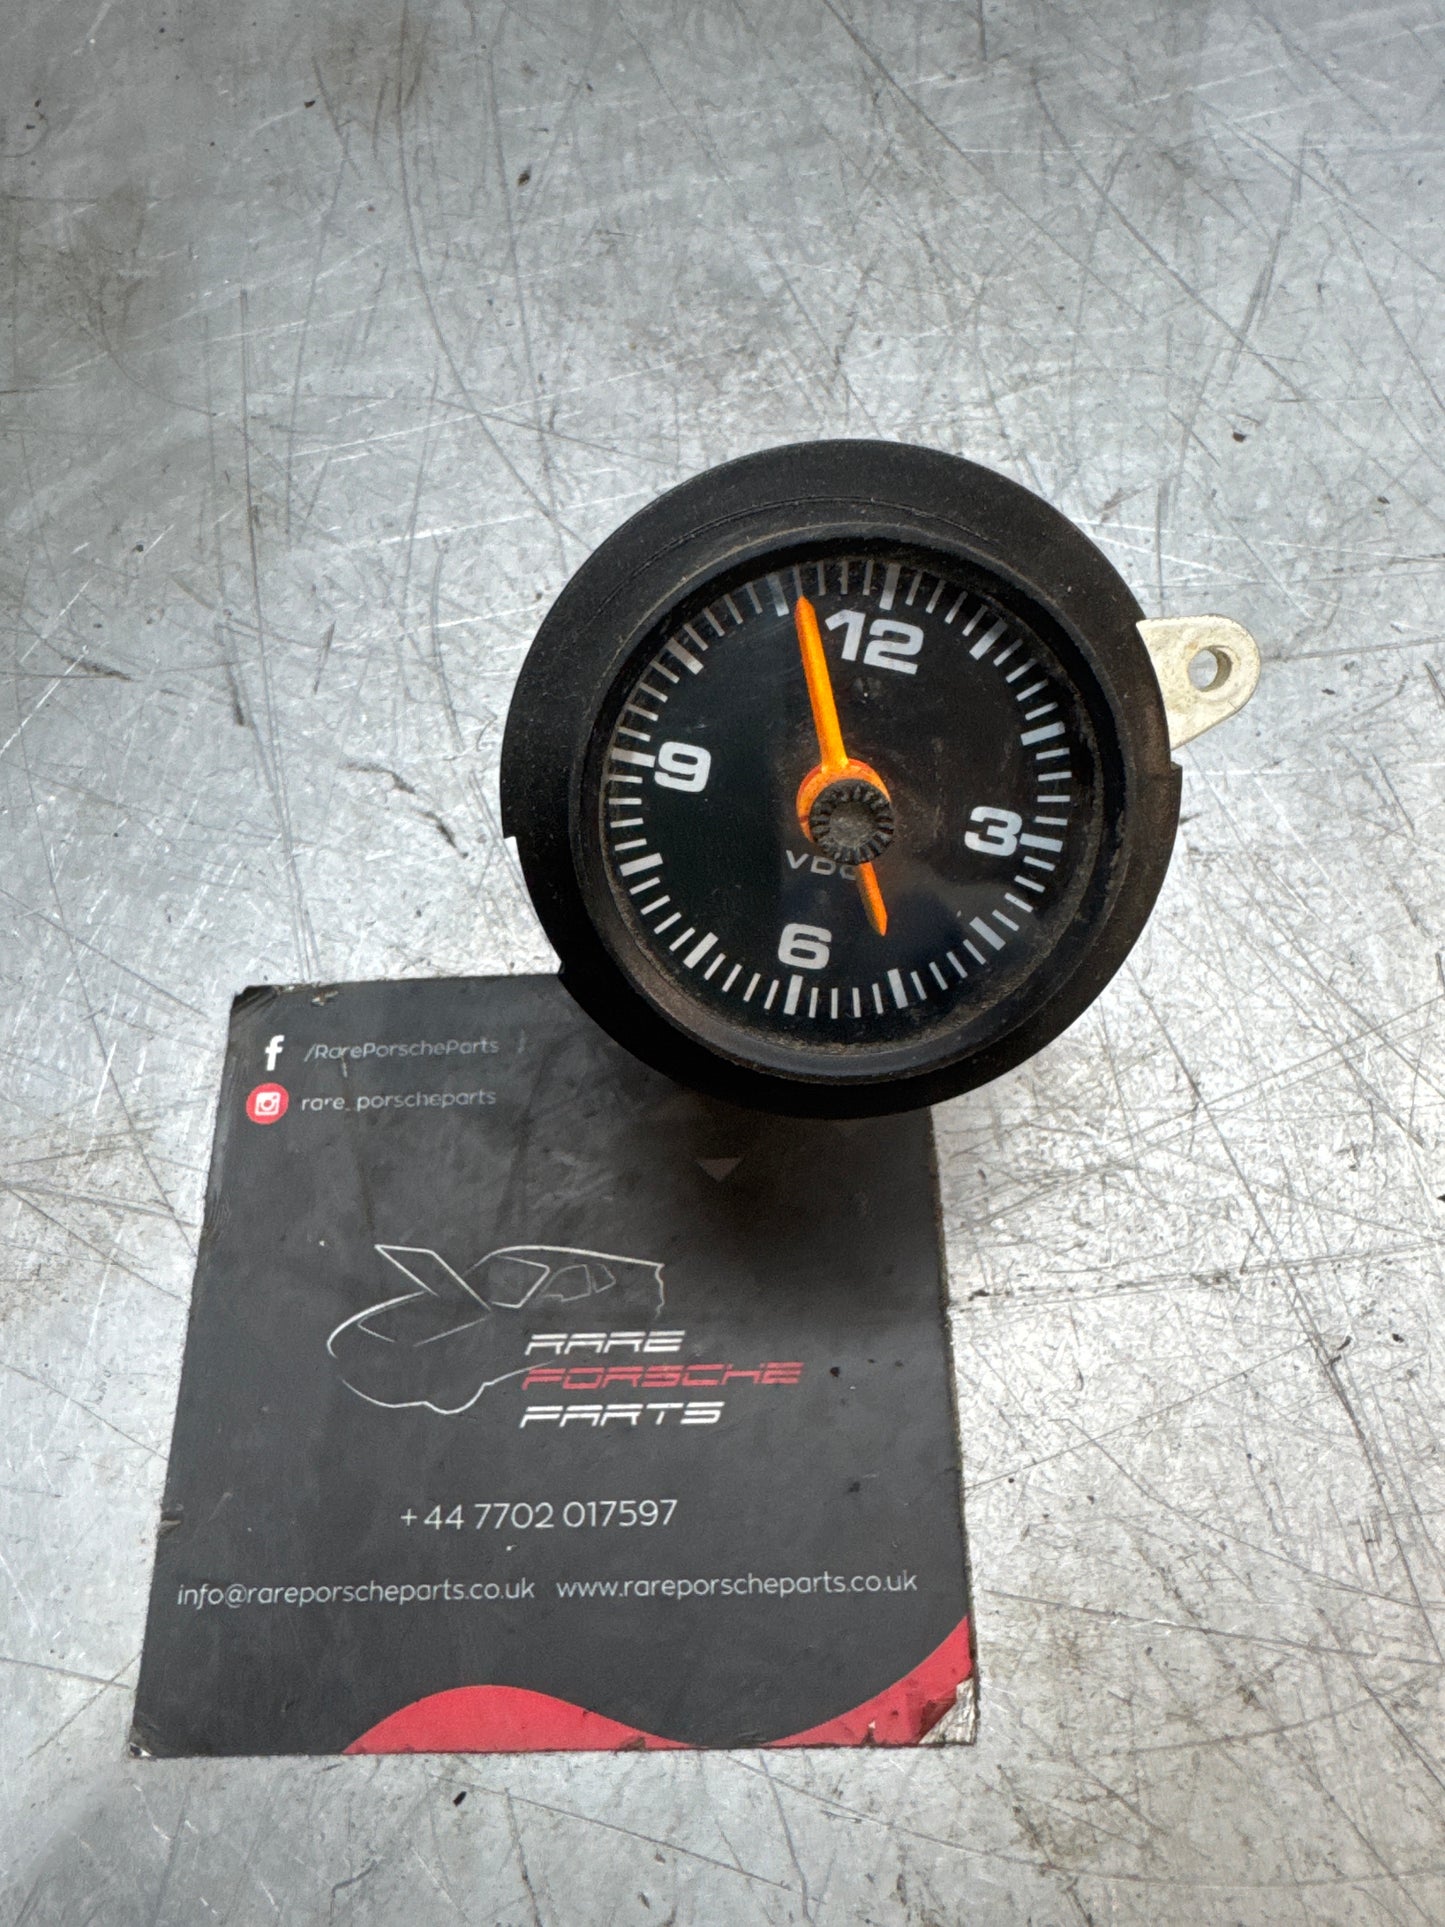 12
9
3
VDO
6
/RarePorscheParts
rare_porscheparts
RARE
PORSCHE
PARTS
+44 7702 017597
info@rareporscheparts.co.uk www.rareporscheparts.co.uk